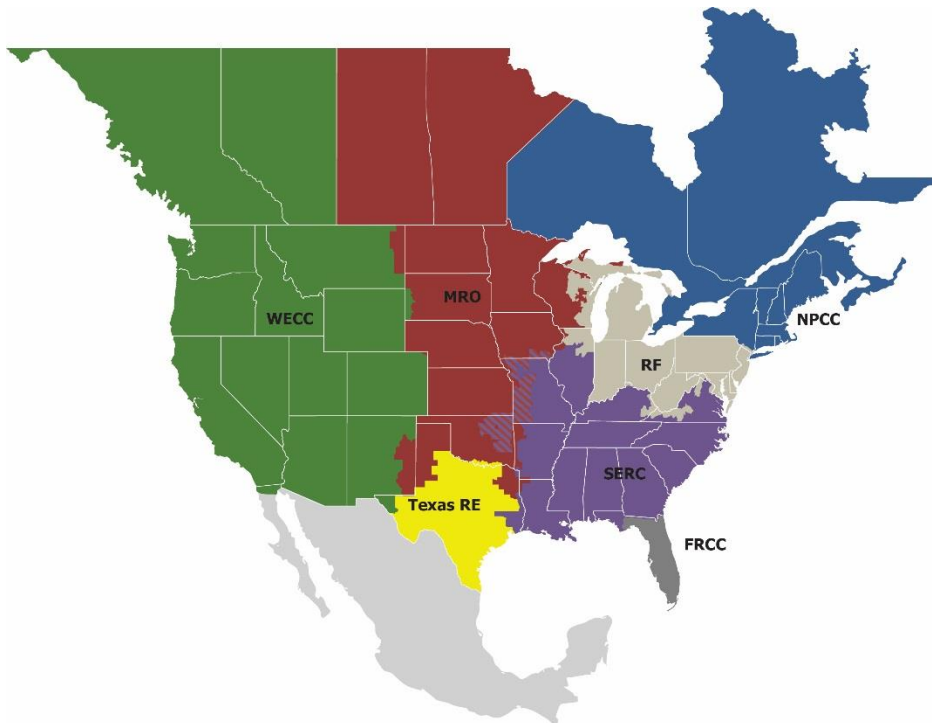 MRO
WECC
NPCC
RF
SERC
Texas RE
FRCC